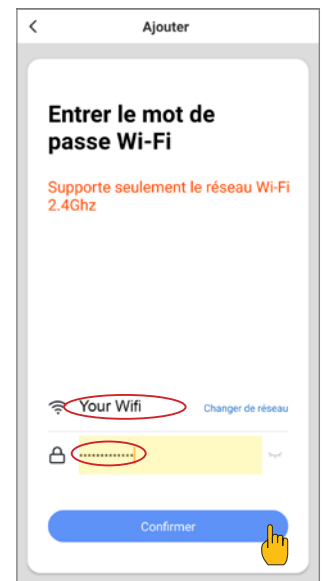 Ajouter
Entrer le mot de
passe Wi-Fi
Supporte seulement le réseau Wi-Fi
2.4Ghz
Your Wifi
Changer de réseau
*************
Confirmer